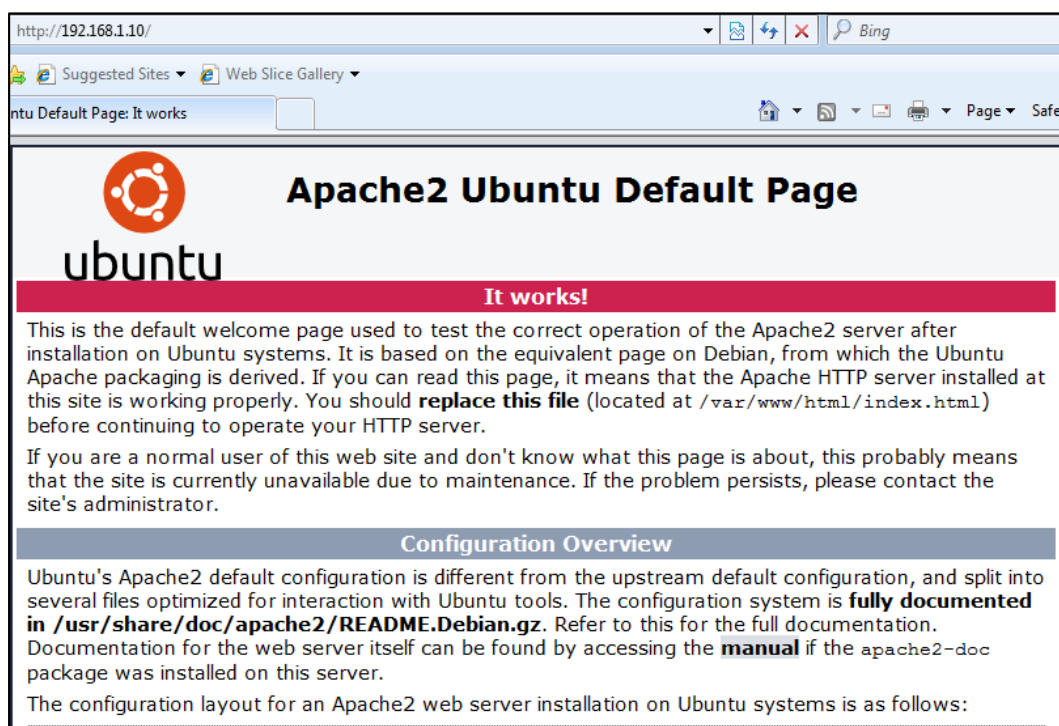 http://192.168.1.10/
Bing
Suggested Sites
Web Slice Gallery
ntu Default Page: It works
Page
Safe
ubuntu
Apache2 Ubuntu Default Page
It works!
This is the default welcome page used to test the correct operation of the Apache2 server after
installation on Ubuntu systems. It is based on the equivalent page on Debian, from which the Ubuntu
Apache packaging is derived. If you can read this page, it means that the Apache HTTP server installed at
this site is working properly. You should replace this file (located at /var/www/html/index.html)
before continuing to operate your HTTP server.
If you are a normal user of this web site and don't know what this page is about, this probably means
that the site is currently unavailable due to maintenance. If the problem persists, please contact the
site's administrator.
Configuration Overview
Ubuntu's Apache2 default configuration is different from the upstream default configuration, and split into
several files optimized for interaction with Ubuntu tools. The configuration system is fully documented
in /usr/share/doc/apache2/README.Debian.gz. Refer to this for the full documentation.
Documentation for the web server itself can be found by accessing the manual if the apache2-doc
package was installed on this server.
The configuration layout for an Apache2 web server installation on Ubuntu systems is as follows: